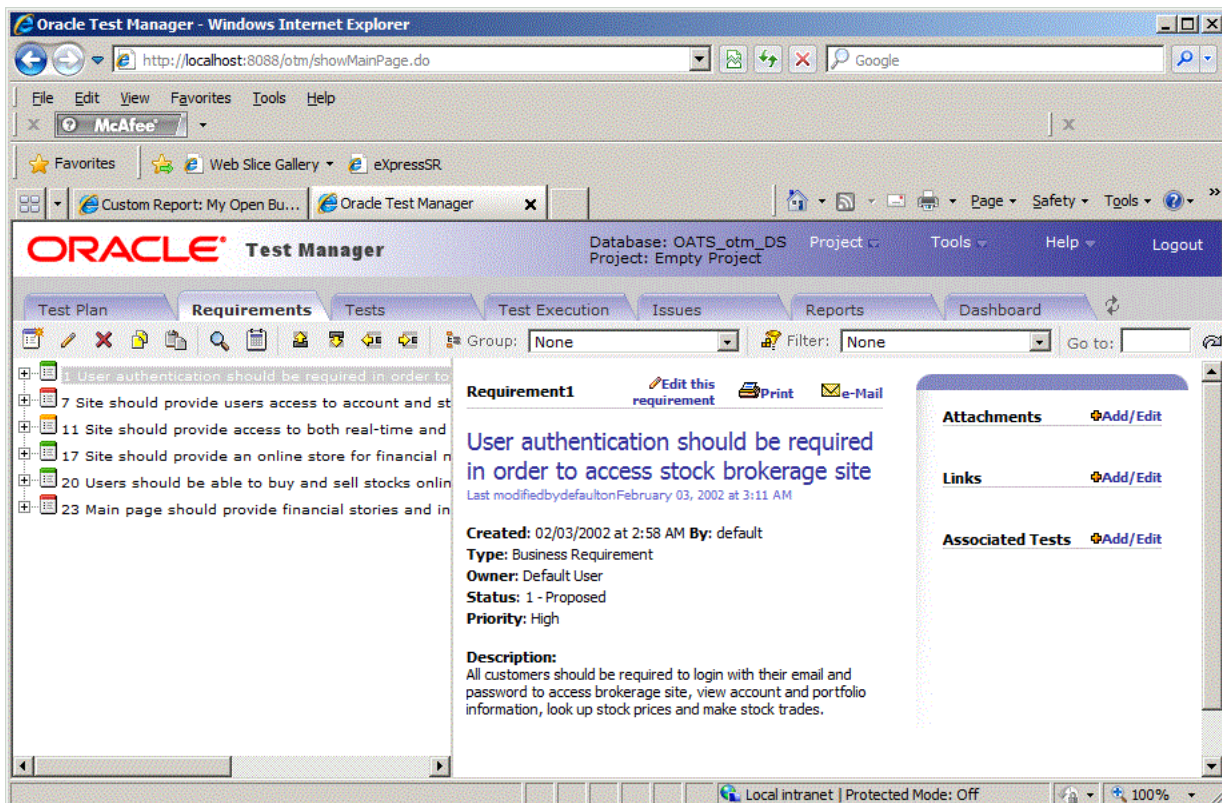 Oracle Test Manager - Windows Internet Explorer
http://localhost:8088/otm/showMainPage.do
Google
File Edit View Favorites Tools Help
McAfee
Favorites Web Slice Gallery eXpressSR
Custom Report: My Open Bu... Oracle Test Manager
Page Safety Tools
ORACLE Test Manager
Database: OATS_otm_DS
Project: Empty Project
Project Tools Help Logout
Test Plan Requirements Tests Test Execution Issues Reports Dashboard
Group: None Filter: None Go to:
1 User authentication should be required in order to
7 Site should provide users access to account and st
11 Site should provide access to both real-time and
17 Site should provide an online store for financial n
20 Users should be able to buy and sell stocks onlin
23 Main page should provide financial stories and in
Requirement1 Edit this requirement Print e-Mail
User authentication should be required
in order to access stock brokerage site
Last modifiedbydefaultonFebruary 03, 2002 at 3:11 AM
Created: 02/03/2002 at 2:58 AM By: default
Type: Business Requirement
Owner: Default User
Status: 1 - Proposed
Priority: High
Description:
All customers should be required to login with their email and
password to access brokerage site, view account and portfolio
information, look up stock prices and make stock trades.
Attachments Add/Edit
Links Add/Edit
Associated Tests Add/Edit
Local intranet | Protected Mode: Off 100%